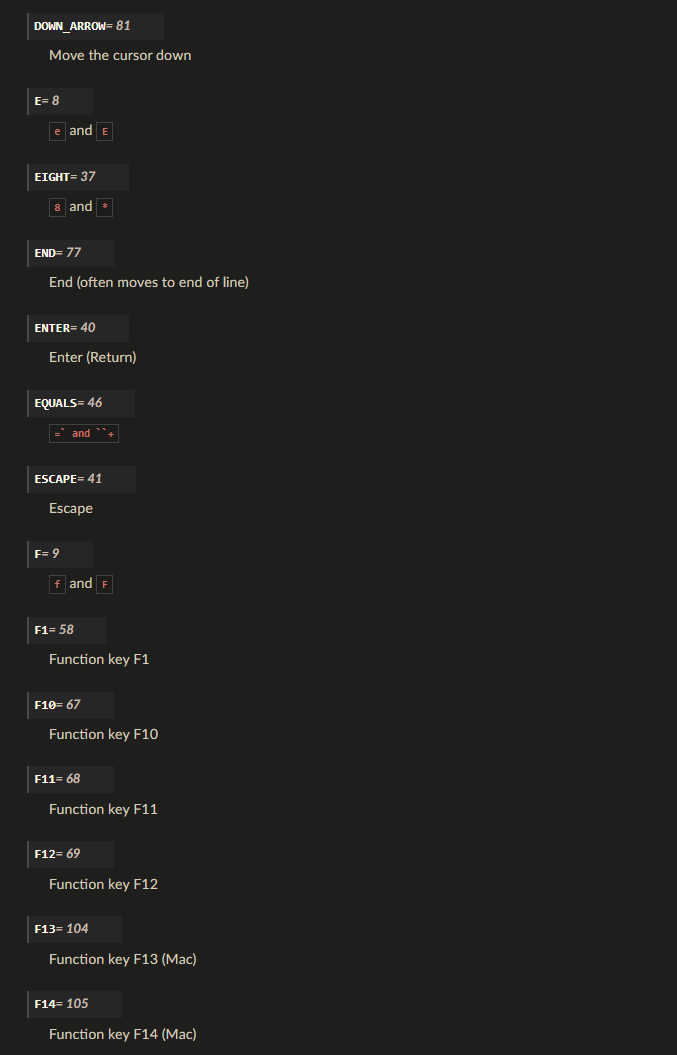 DOWN_ARROW= 81
Move the cursor down
E= 8
e and E
EIGHT= 37
8 and *
END= 77
End (often moves to end of line)
ENTER= 40
Enter (Return)
EQUALS= 46
=` and ``+
ESCAPE= 41
Escape
F= 9
f and F
F1= 58
Function key F1
F10= 67
Function key F10
F11= 68
Function key F11
F12= 69
Function key F12
F13= 104
Function key F13 (Mac)
F14= 105
Function key F14 (Mac)